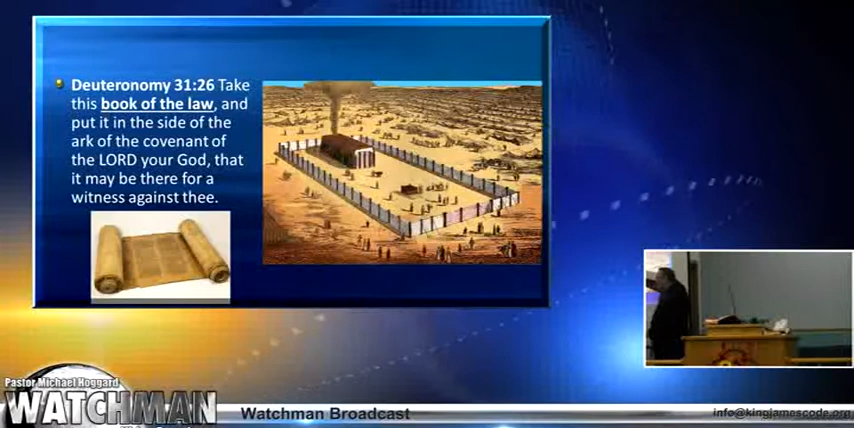 Deuteronomy 31:26 Take
this book of the law, and
put it in the side of the
ark of the covenant of
the LORD your God, that
it may be there for a
witness against thee.
Pastor Michael Hoggard
WATCHMAN
Watchman Broadcast
info@kingjamescode.org